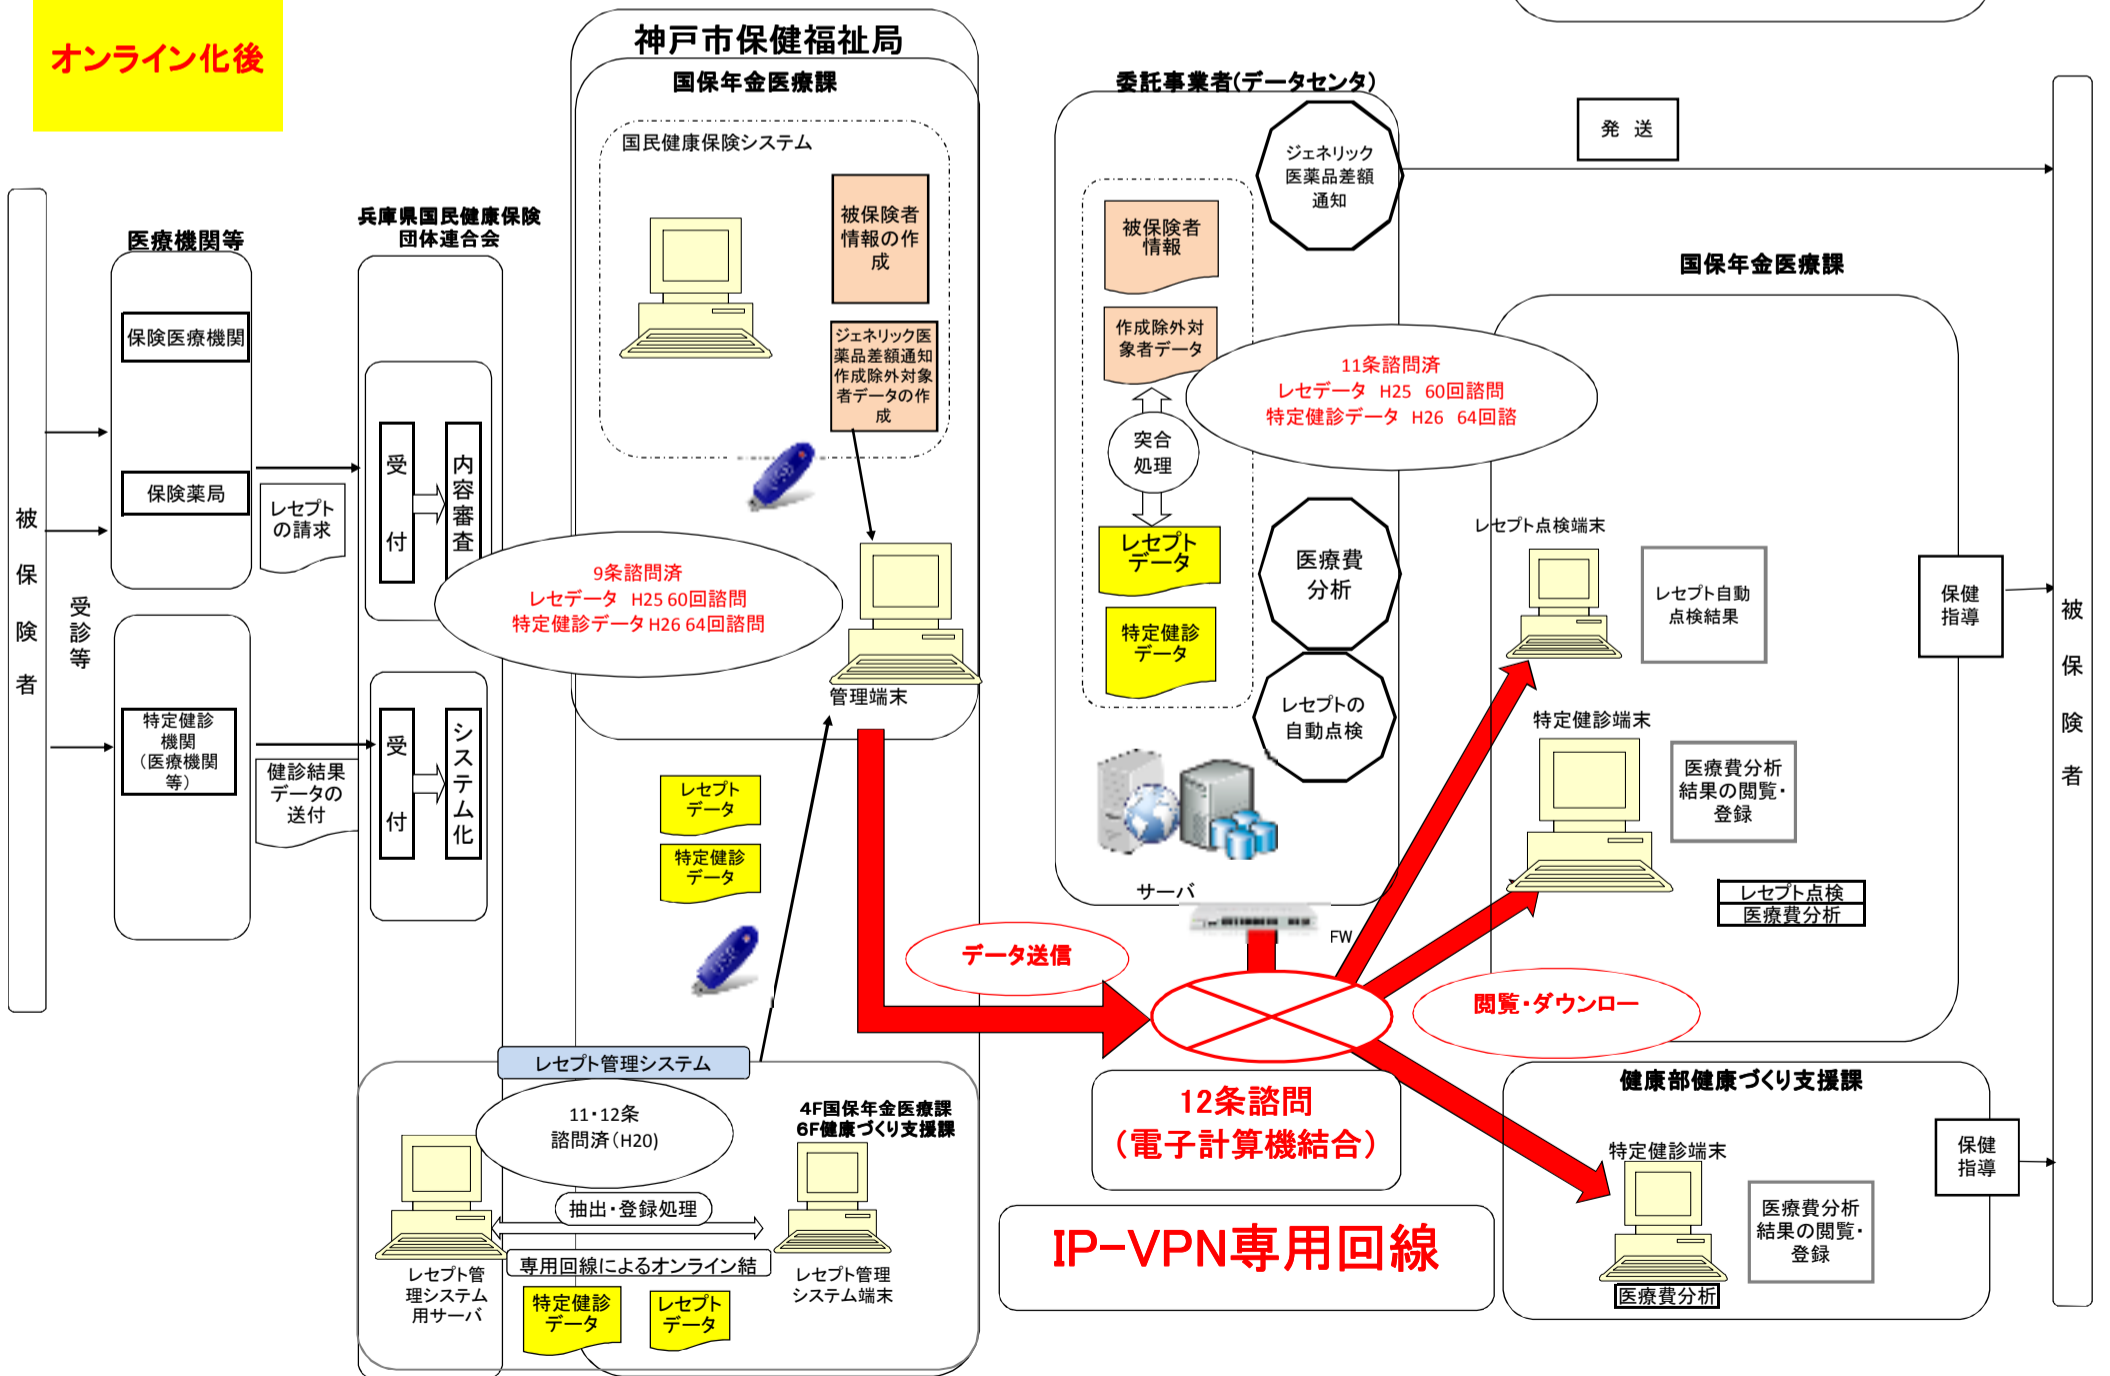 オンライン化後
神戸市保健福祉局
国保年金医療課
国民健康保険システム
被保険者
情報の作
成
ジェネリック医
薬品差額通知
作成除外対象
者データの作
成
委託事業者(データセンタ)
ジェネリック
医薬品差額
通知
発 送
被保険者
情報
作成除外対
象者データ
突合
処理
レセプト
データ
特定健診
データ
医療費
分析
レセプトの
自動点検
サーバ
FW
11条諮問済
レセデータ H25 60回諮問
特定健診データ H26 64回諮
兵庫県国民健康保険
団体連合会
医療機関等
保険医療機関
保険薬局
レセプト
の請求
受付
内容審査
被保険者
受診等
特定健診
機関
(医療機関
等)
健診結果
データの
送付
受付
システム化
9条諮問済
レセデータ H25 60回諮問
特定健診データ H26 64回諮問
管理端末
レセプト
データ
特定健診
データ
データ送信
国保年金医療課
レセプト点検端末
レセプト自動
点検結果
特定健診端末
医療費分析
結果の閲覧・
登録
レセプト点検
医療費分析
保健
指導
被保険者
閲覧・ダウンロー
レセプト管理システム
11・12条
諮問済(H20)
4F国保年金医療課
6F健康づくり支援課
抽出・登録処理
専用回線によるオンライン結
レセプト管
理システム
用サーバ
レセプト管理
システム端末
特定健診
データ
レセプト
データ
12条諮問
(電子計算機結合)
IP-VPN専用回線
健康部健康づくり支援課
特定健診端末
医療費分析
結果の閲覧・
登録
医療費分析
保健
指導